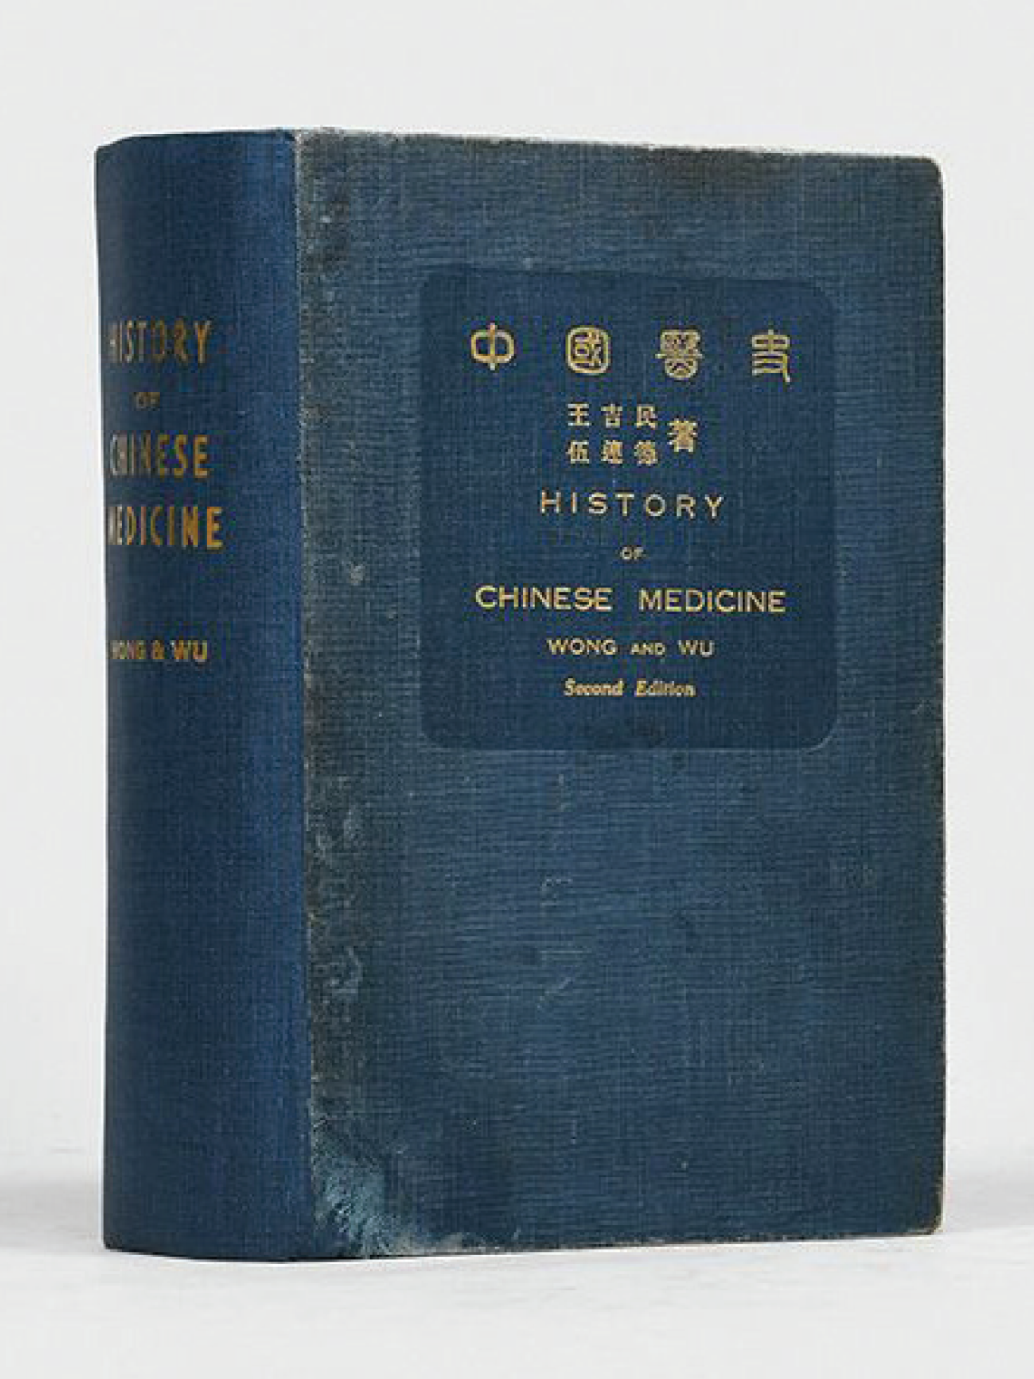 HISTORY
OF
CHINESE
MEDICINE
WONG & WU
中國醫史
王吉民
伍連德
著
HISTORY
OF
CHINESE MEDICINE
WONG AND WU
Second Edition